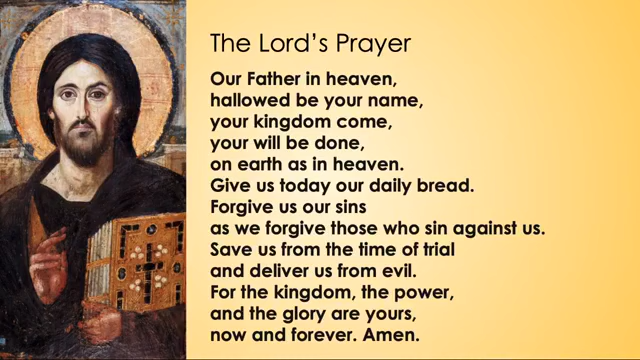 The Lord’s Prayer
Our Father in heaven,
hallowed be your name,
your kingdom come,
your will be done,
on earth as in heaven.
Give us today our daily bread.
Forgive us our sins
as we forgive those who sin against us.
Save us from the time of trial
and deliver us from evil.
For the kingdom, the power,
and the glory are yours,
now and forever. Amen.